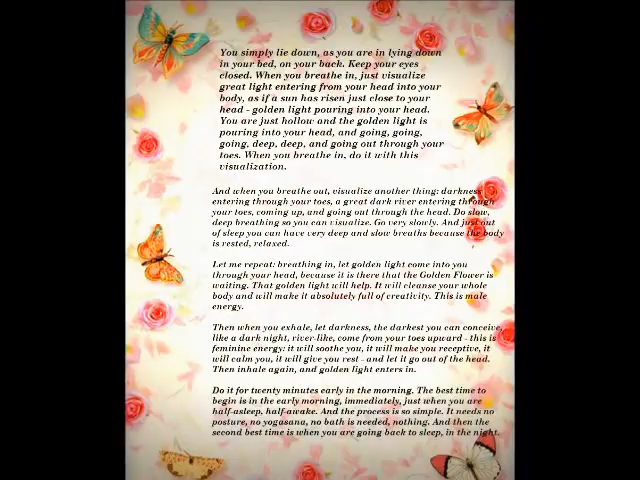 You simply lie down, as you are in lying down
in your bed, on your back. Keep your eyes
closed. When you breathe in, just visualize
great light entering from your head into your
body, as if a sun has risen just close to your
head - golden light pouring into your head.
You are just hollow and the golden light is
pouring into your head, and going, going,
going, deep, deep, and going out through your
toes. When you breathe in, do it with this
visualization.
And when you breathe out, visualize another thing: darkness
entering through your toes, a great dark river entering through
your toes, coming up, and going out through the head. Do slow,
deep breathing so you can visualize. Go very slowly. And just out
of sleep you can have very deep and slow breaths because the body
is rested, relaxed.
Let me repeat: breathing in, let golden light come into you
through your head, because it is there that the Golden Flower is
waiting. That golden light will help. It will cleanse your whole
body and will make it absolutely full of creativity. This is male
energy.
Then when you exhale, let darkness, the darkest you can conceive,
like a dark night, river-like, come from your toes upward - this is
feminine energy: it will soothe you, it will make you receptive, it
will calm you, it will give you rest - and let it go out of the head.
Then inhale again, and golden light enters in.
Do it for twenty minutes early in the morning. The best time to
begin is in the early morning, immediately, just when you are
half-asleep, half-awake. And the process is so simple. It needs no
posture, no yogasana, no bath is needed, nothing. And then the
second best time is when you are going back to sleep, in the night.